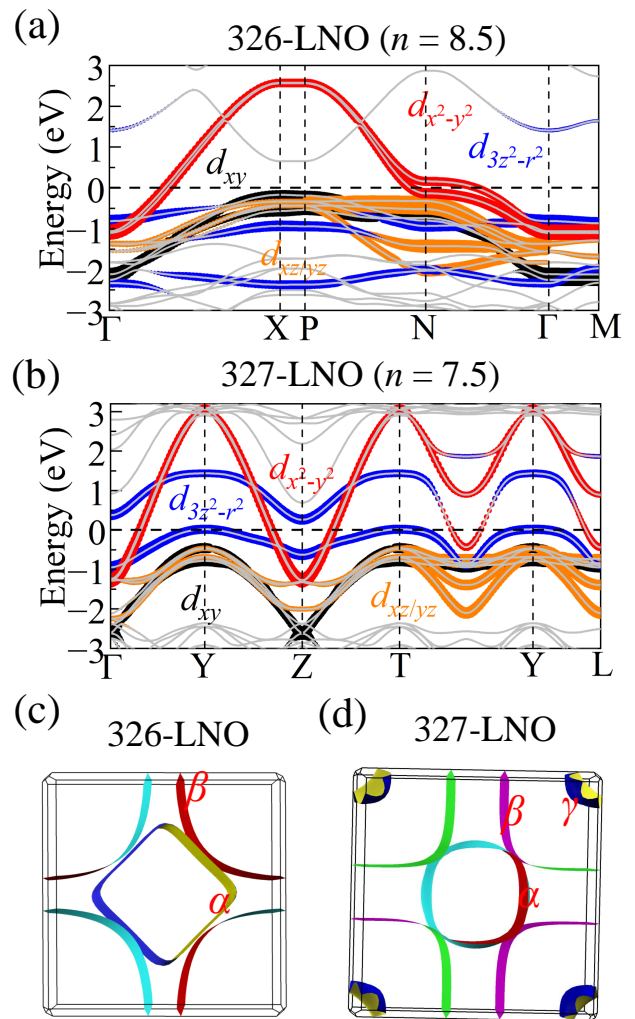 (a)
326-LNO (n = 8.5)
Energy (eV)
3
2
1
0
−1
−2
−3
d_{x²-y²}
d_{3z²-r²}
d_{xy}
d_{xz/yz}
Γ X P N Γ M
(b)
327-LNO (n = 7.5)
Energy (eV)
3
2
1
0
−1
−2
−3
d_{x²-y²}
d_{3z²-r²}
d_{xy}
d_{xz/yz}
Γ Y Z T Y L
(c)
326-LNO
β
α
(d)
327-LNO
β γ
α